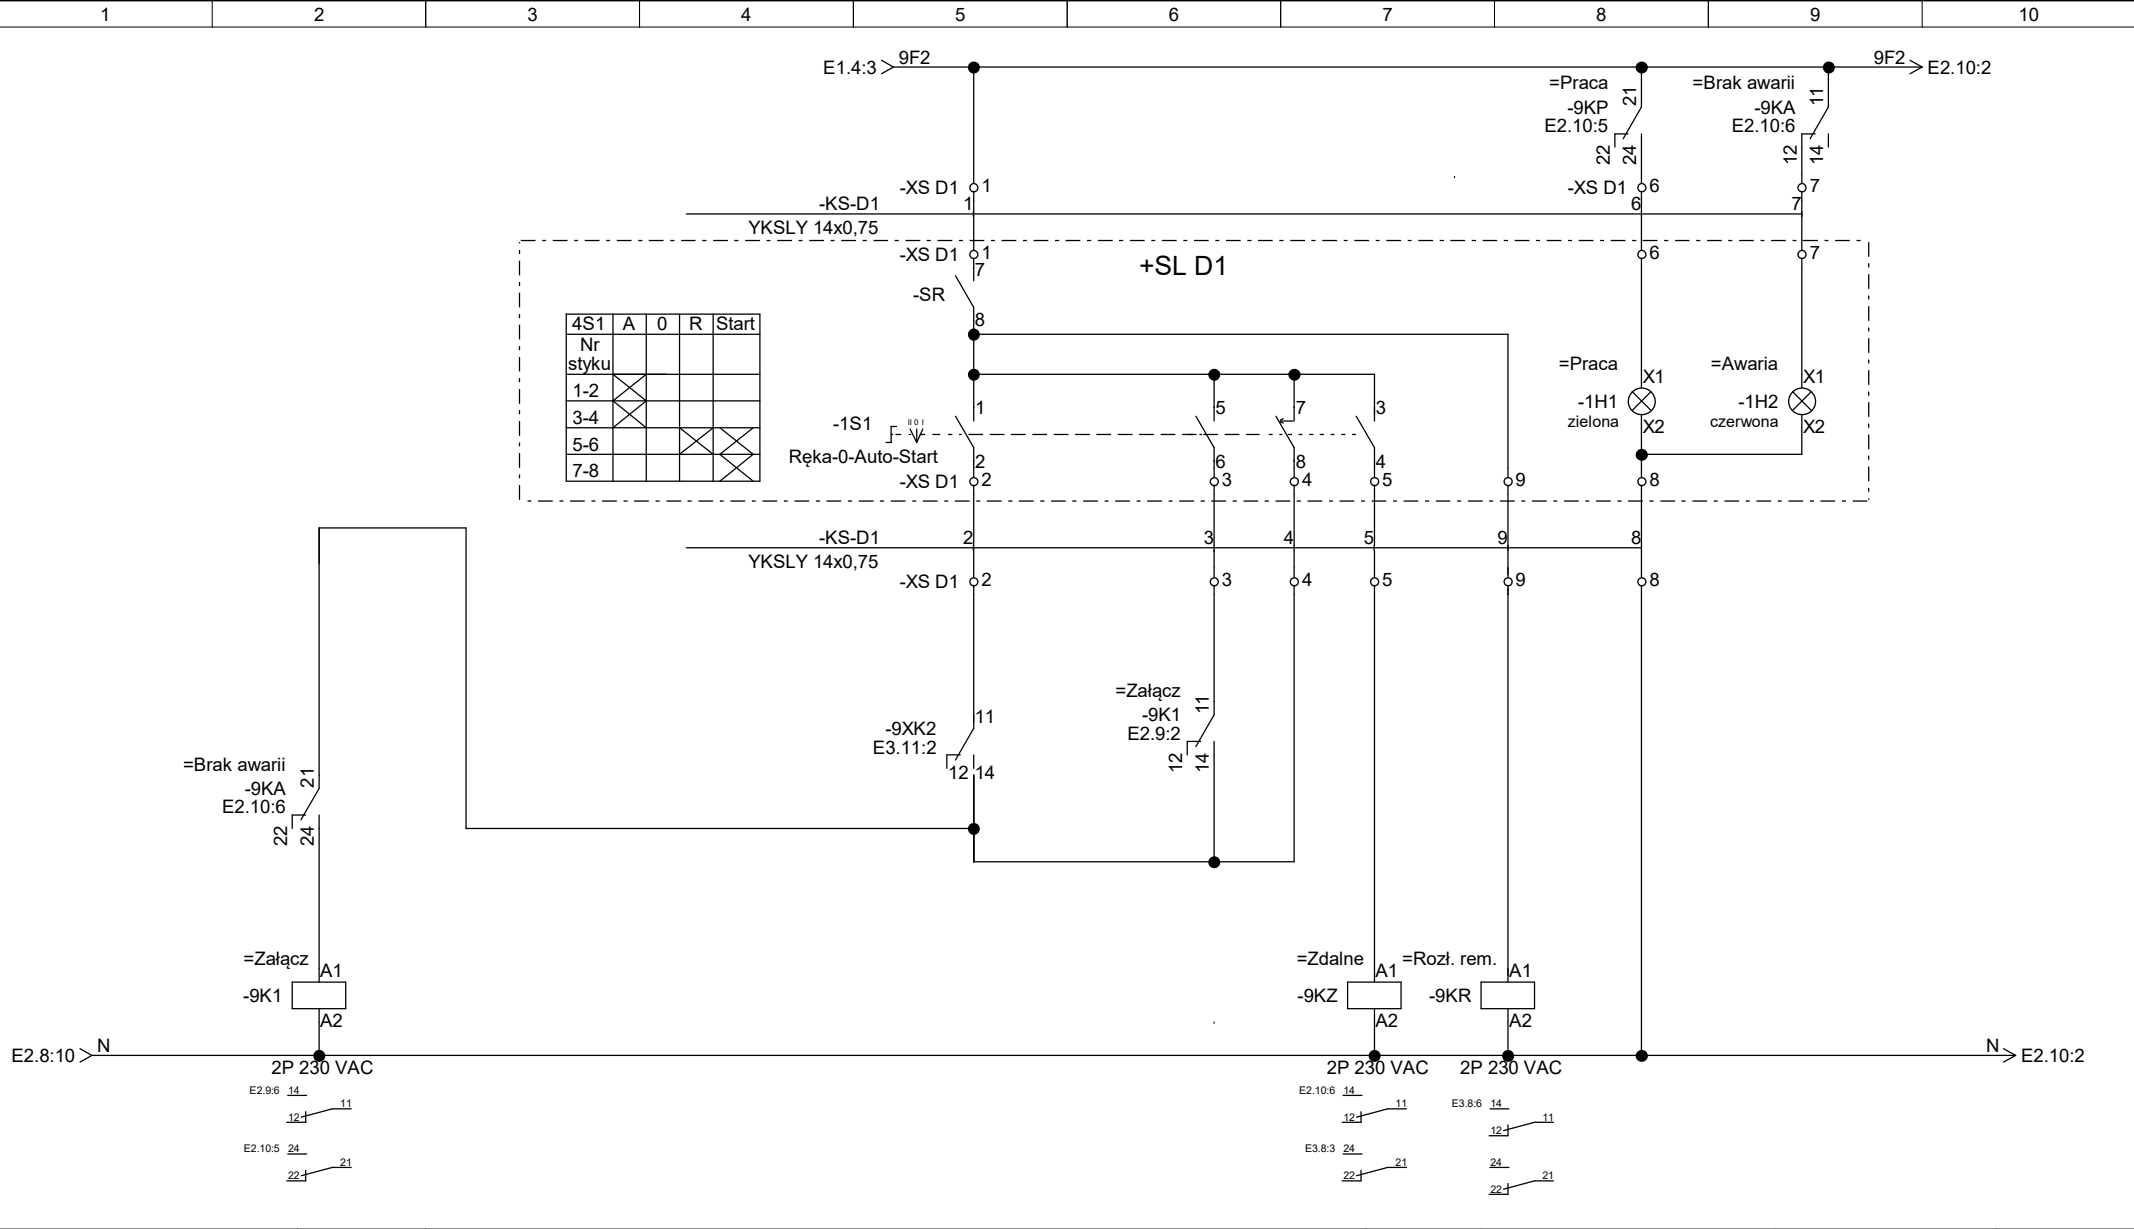 1 2 3 4 5 6 7 8 9 10
E1.4:3 9F2 9F2 E2.10:2
=Praca 21
-9KP
E2.10:5
22 24
=Brak awarii 11
-9KA
E2.10:6
12 14
-XS D1 1 -XS D1 6 7
-KS-D1 1 6 7
YKSLY 14x0,75
-XS D1 1 +SL D1 6 7
7
-SR
8
4S1 A 0 R Start
Nr
styku
1-2
3-4
5-6
7-8
=Praca X1
-1H1
zielona X2
=Awaria X1
-1H2
czerwona X2
1 5 7 3
-1S1 II 0 I
Ręka-0-Auto-Start
2 6 8 4
-XS D1 2 3 4 5 9 8
-KS-D1 2 3 4 5 9 8
YKSLY 14x0,75
-XS D1 2 3 4 5 9 8
=Załącz 11
-9K1
E2.9:2
12 14
11
-9XK2
E3.11:2
12 14
=Brak awarii 21
-9KA
E2.10:6
22 24
=Załącz A1
-9K1
A2
=Zdalne A1
-9KZ
A2
=Rozł. rem. A1
-9KR
A2
E2.8:10 N N E2.10:2
2P 230 VAC 2P 230 VAC 2P 230 VAC
E2.9:6 14
12 11
E2.10:5 24
22 21
E2.10:6 14
12 11
E3.8:3 24
22 21
E3.8:6 14
12 11
24
22 21